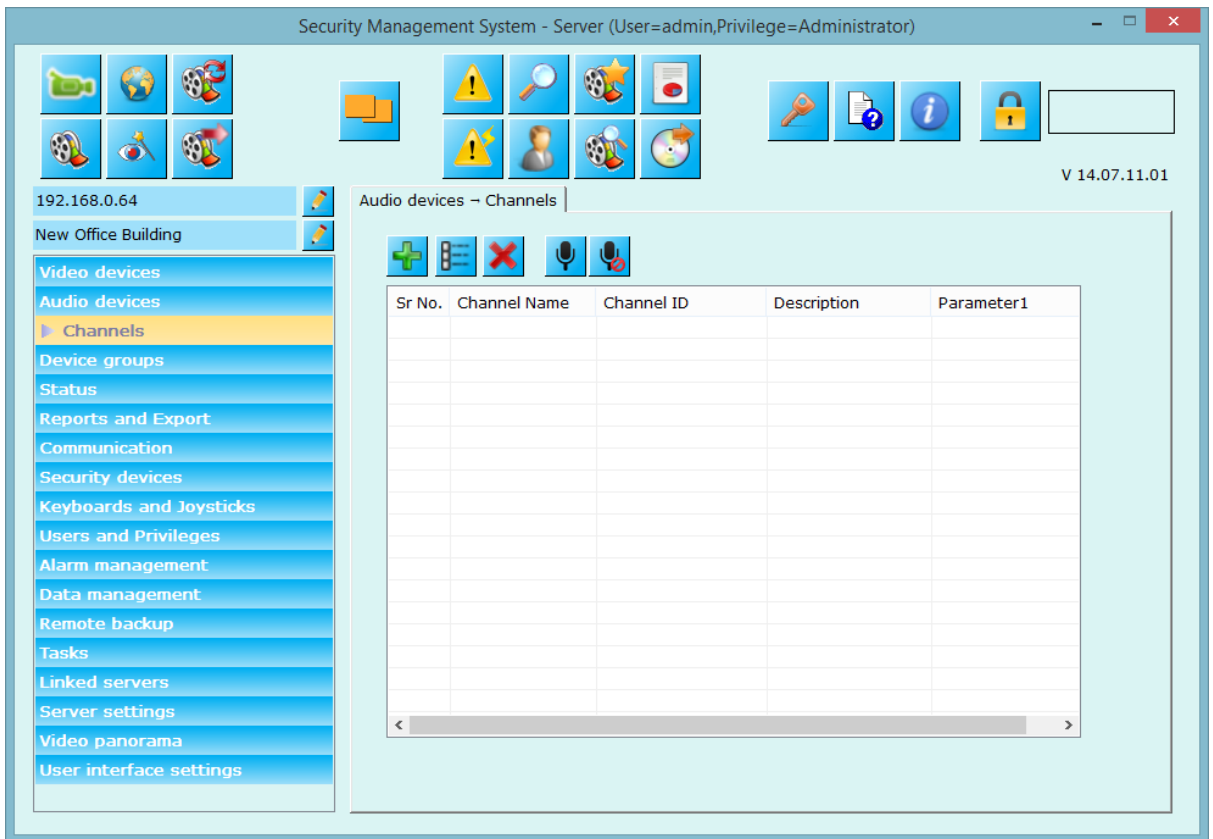 Security Management System - Server (User=admin,Privilege=Administrator)
V 14.07.11.01
192.168.0.64
New Office Building
Video devices
Audio devices
Channels
Device groups
Status
Reports and Export
Communication
Security devices
Keyboards and Joysticks
Users and Privileges
Alarm management
Data management
Remote backup
Tasks
Linked servers
Server settings
Video panorama
User interface settings
Audio devices → Channels
Sr No. Channel Name Channel ID Description Parameter1